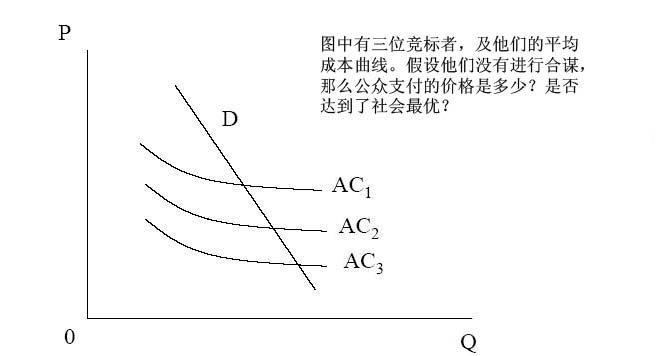 P
图中有三位竞标者，及他们的平均
成本曲线。假设他们没有进行合谋，
那么公众支付的价格是多少？是否
达到了社会最优？
D
AC1
AC2
AC3
0
Q